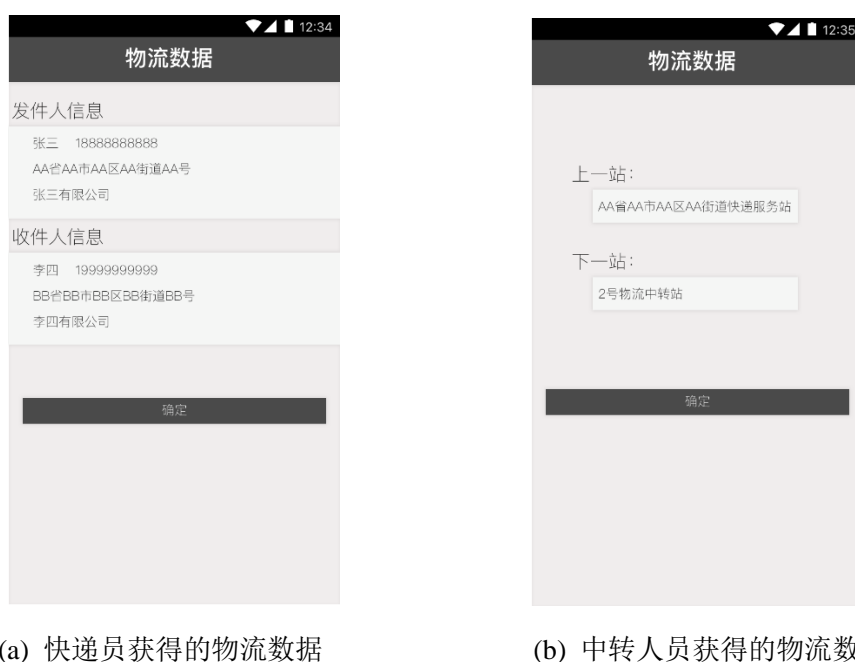 12:34
物流数据
发件人信息
张三 18888888888
AA省AA市AA区AA街道AA号
张三有限公司
收件人信息
李四 19999999999
BB省BB市BB区BB街道BB号
李四有限公司
确定
(a) 快递员获得的物流数据
12:35
物流数据
上一站：
AA省AA市AA区AA街道快递服务站
下一站：
2号物流中转站
确定
(b) 中转人员获得的物流数